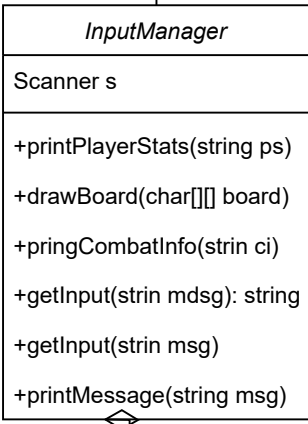 InputManager
Scanner s
+printPlayerStats(string ps)
+drawBoard(char[][] board)
+pringCombatInfo(strin ci)
+getInput(strin mdsg): string
+getInput(strin msg)
+printMessage(string msg)